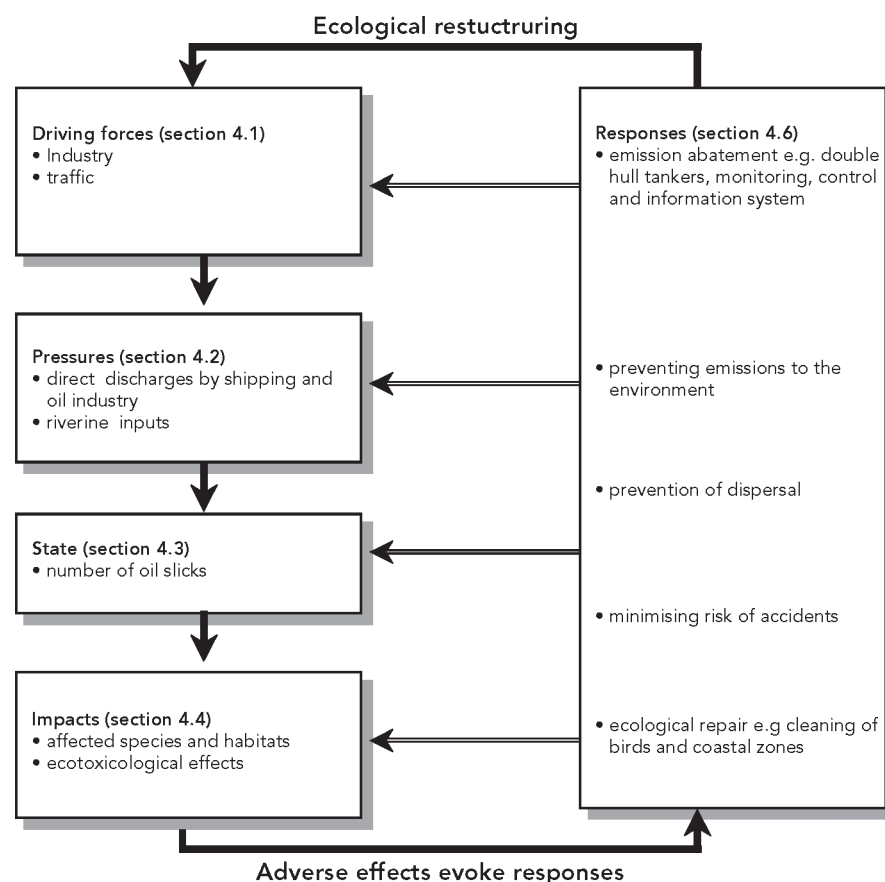 Ecological restuctruring
Driving forces (section 4.1)
• Industry
• traffic
Pressures (section 4.2)
• direct discharges by shipping and
oil industry
• riverine inputs
State (section 4.3)
• number of oil slicks
Impacts (section 4.4)
• affected species and habitats
• ecotoxicological effects
Responses (section 4.6)
• emission abatement e.g. double
hull tankers, monitoring, control
and information system
• preventing emissions to the
environment
• prevention of dispersal
• minimising risk of accidents
• ecological repair e.g cleaning of
birds and coastal zones
Adverse effects evoke responses